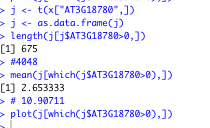 > j <- t(x["AT3G18780",])
> j <- as.data.frame(j)
> length(j[j$AT3G18780>0,])
[1] 675
> #4048
> mean(j[which(j$AT3G18780>0),])
[1] 2.653333
> # 10.90711
> plot(j[which(j$AT3G18780>0),])
>